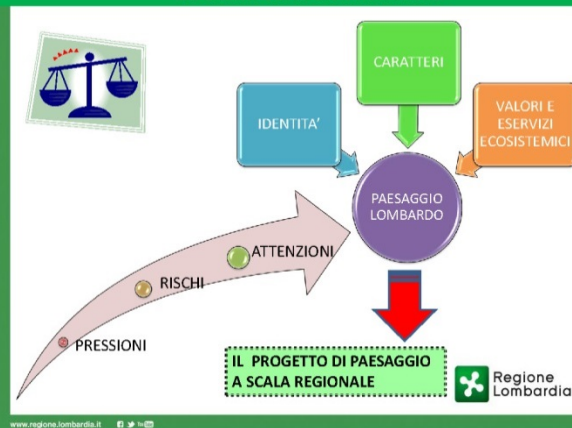 CARATTERI
IDENTITA'
VALORI E
ESERVIZI
ECOSISTEMICI
PAESAGGIO
LOMBARDO
ATTENZIONI
RISCHI
PRESSIONI
IL PROGETTO DI PAESAGGIO
A SCALA REGIONALE
Regione
Lombardia
www.regione.lombardia.it